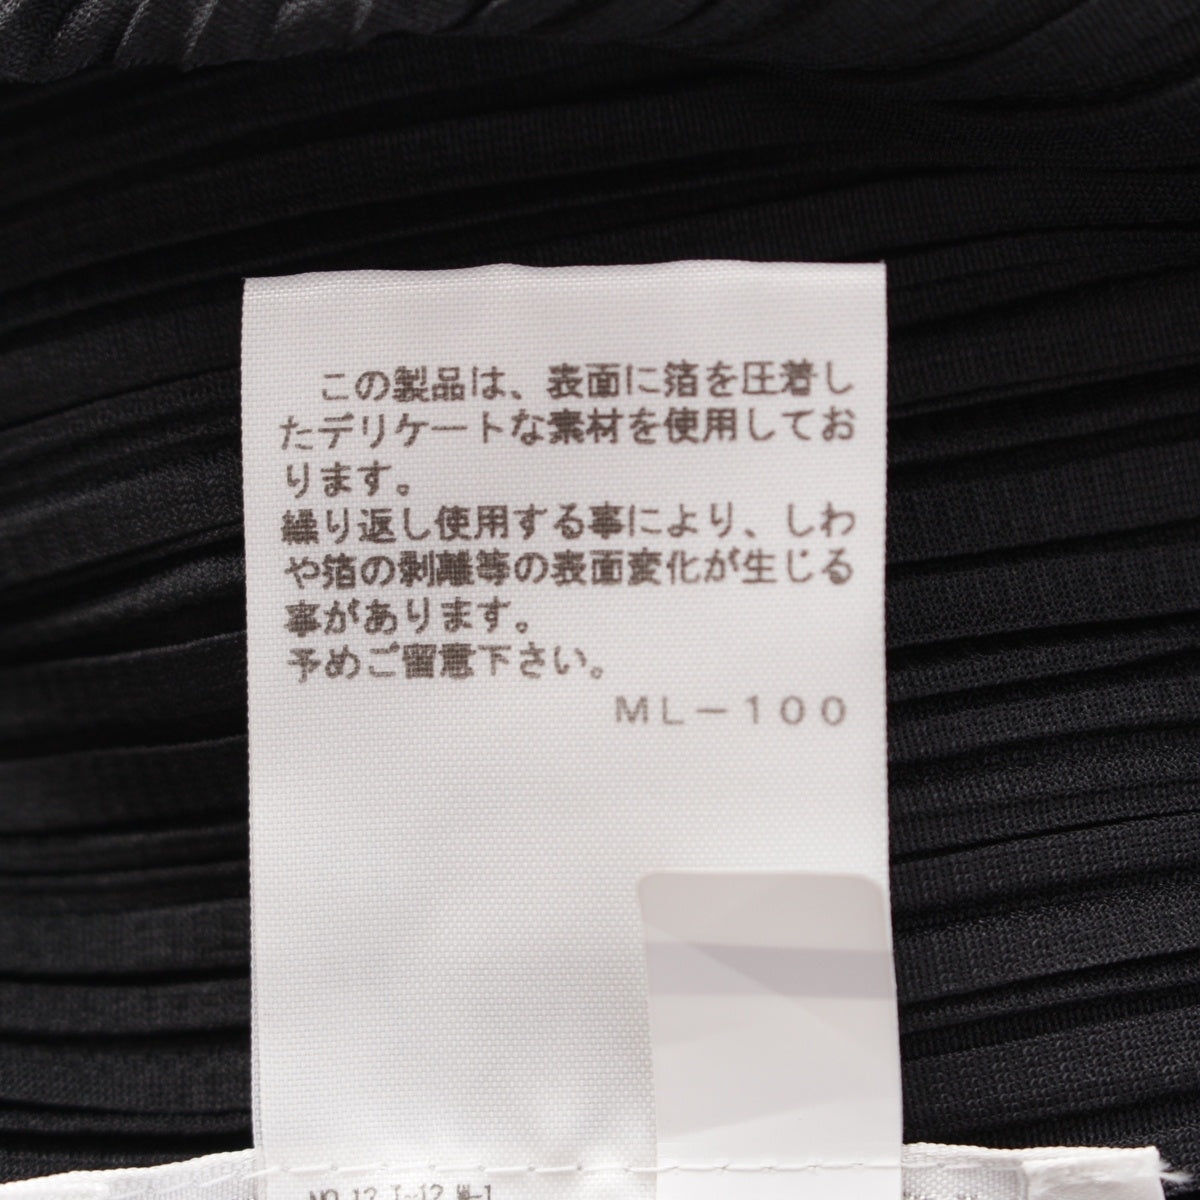 この製品は、表面に箔を圧着し
たデリケートな素材を使用してお
ります。
繰り返し使用する事により、しわ
や箔の剥離等の表面変化が生じる
事があります。
予めご留意下さい。
ML－100
NO.12 T-12 W-1